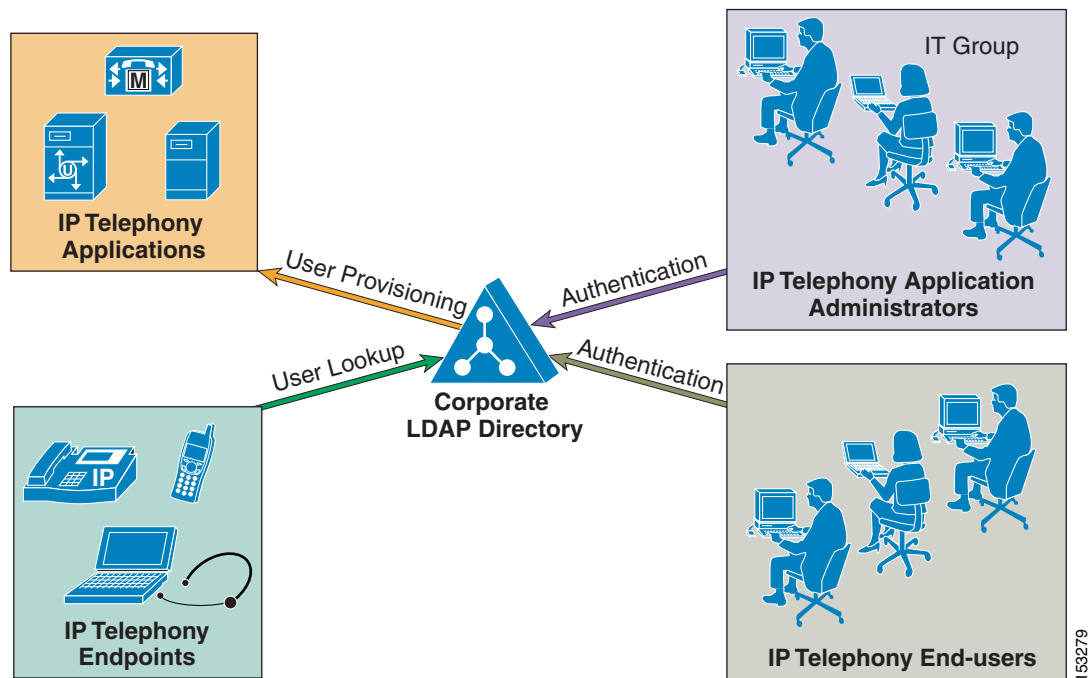 M
U
IP Telephony
Applications
IT Group
IP Telephony Application
Administrators
User Provisioning
Authentication
User Lookup
Authentication
Corporate
LDAP Directory
IP
IP Telephony
Endpoints
IP Telephony End-users
153279